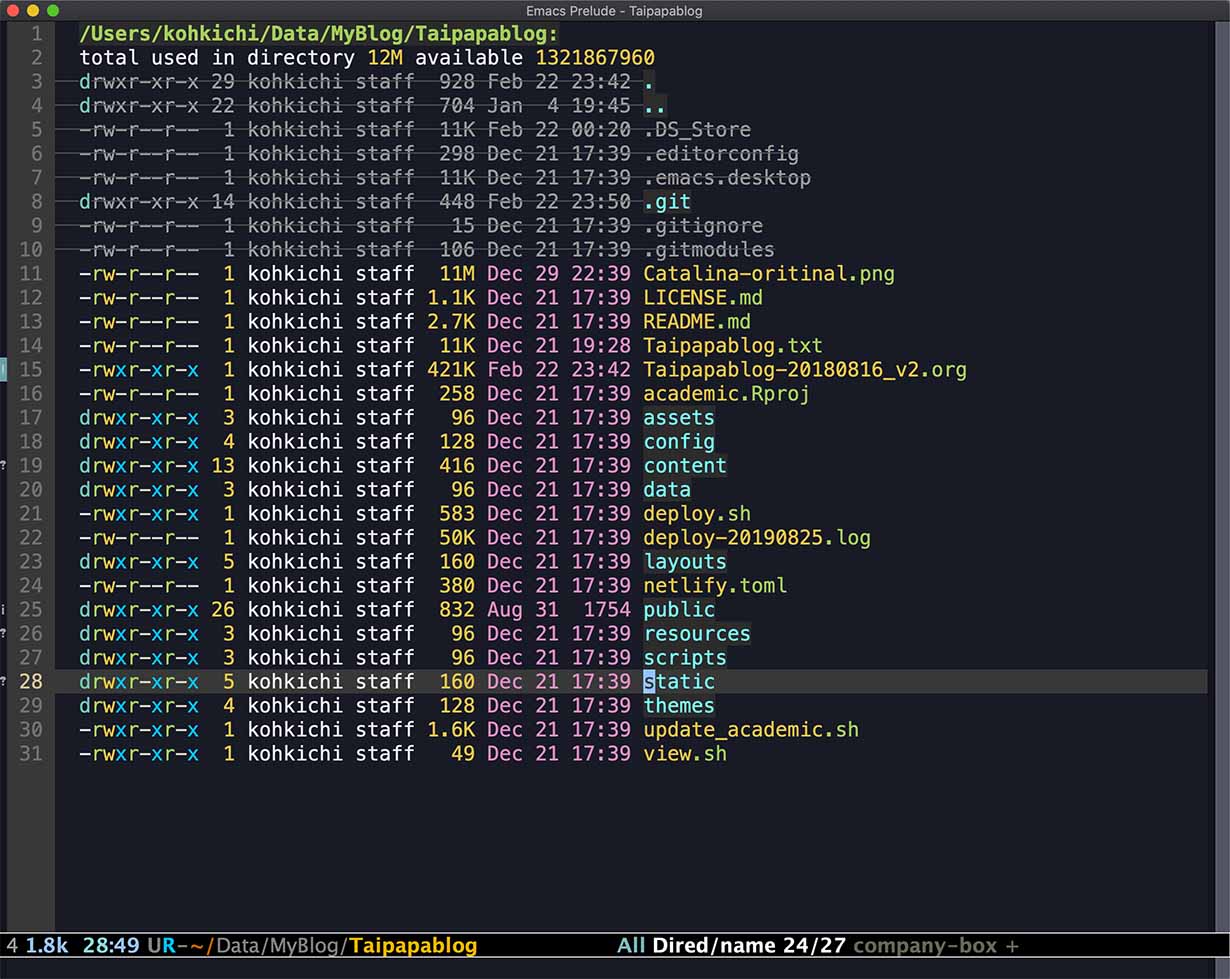 Emacs Prelude - Taipapablog
1 /Users/kohkichi/Data/MyBlog/Taipapablog:
2 total used in directory 12M available 1321867960
3 drwxr-xr-x 29 kohkichi staff 928 Feb 22 23:42 .
4 drwxr-xr-x 22 kohkichi staff 704 Jan 4 19:45 ..
5 -rw-r--r-- 1 kohkichi staff 11K Feb 22 00:20 .DS_Store
6 -rw-r--r-- 1 kohkichi staff 298 Dec 21 17:39 .editorconfig
7 -rw-r--r-- 1 kohkichi staff 11K Dec 21 17:39 .emacs.desktop
8 drwxr-xr-x 14 kohkichi staff 448 Feb 22 23:50 .git
9 -rw-r--r-- 1 kohkichi staff 15 Dec 21 17:39 .gitignore
10 -rw-r--r-- 1 kohkichi staff 106 Dec 21 17:39 .gitmodules
11 -rw-r--r-- 1 kohkichi staff 11M Dec 29 22:39 Catalina-oritinal.png
12 -rw-r--r-- 1 kohkichi staff 1.1K Dec 21 17:39 LICENSE.md
13 -rw-r--r-- 1 kohkichi staff 2.7K Dec 21 17:39 README.md
14 -rw-r--r-- 1 kohkichi staff 11K Dec 21 19:28 Taipapablog.txt
! 15 -rwxr-xr-x 1 kohkichi staff 421K Feb 22 23:42 Taipapablog-20180816_v2.org
16 -rw-r--r-- 1 kohkichi staff 258 Dec 21 17:39 academic.Rproj
17 drwxr-xr-x 3 kohkichi staff 96 Dec 21 17:39 assets
18 drwxr-xr-x 4 kohkichi staff 128 Dec 21 17:39 config
? 19 drwxr-xr-x 13 kohkichi staff 416 Dec 21 17:39 content
20 drwxr-xr-x 3 kohkichi staff 96 Dec 21 17:39 data
21 -rwxr-xr-x 1 kohkichi staff 583 Dec 21 17:39 deploy.sh
22 -rw-r--r-- 1 kohkichi staff 50K Dec 21 17:39 deploy-20190825.log
23 drwxr-xr-x 5 kohkichi staff 160 Dec 21 17:39 layouts
24 -rw-r--r-- 1 kohkichi staff 380 Dec 21 17:39 netlify.toml
i 25 drwxr-xr-x 26 kohkichi staff 832 Aug 31 1754 public
? 26 drwxr-xr-x 3 kohkichi staff 96 Dec 21 17:39 resources
27 drwxr-xr-x 3 kohkichi staff 96 Dec 21 17:39 scripts
? 28 drwxr-xr-x 5 kohkichi staff 160 Dec 21 17:39 static
29 drwxr-xr-x 4 kohkichi staff 128 Dec 21 17:39 themes
30 -rwxr-xr-x 1 kohkichi staff 1.6K Dec 21 17:39 update_academic.sh
31 -rwxr-xr-x 1 kohkichi staff 49 Dec 21 17:39 view.sh
4 1.8k 28:49 UR-~/Data/MyBlog/Taipapablog All Dired/name 24/27 company-box +